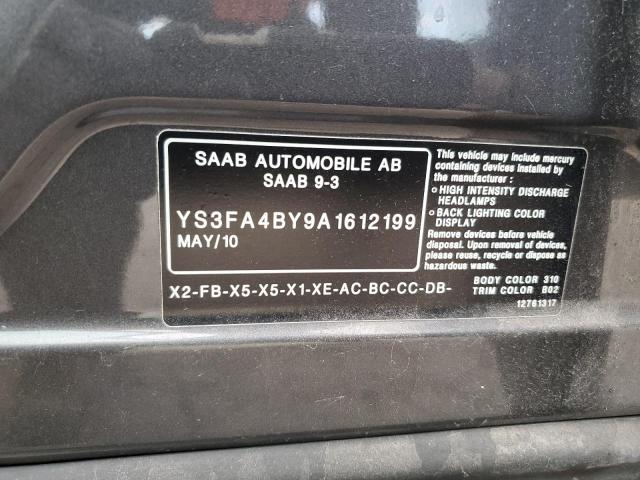 SAAB AUTOMOBILE AB
SAAB 9-3
YS3FA4BY9A1612199
MAY/10
X2-FB-X5-X5-X1-XE-AC-BC-CC-DB-
This vehicle may include mercury
containing devices installed by
the manufacturer:
o HIGH INTENSITY DISCHARGE
HEADLAMPS
o BACK LIGHTING COLOR
DISPLAY
Remove devices before vehicle
disposal. Upon removal of devices,
please reuse, recycle or dispose as
hazardous waste.
BODY COLOR 310
TRIM COLOR B02
12761317